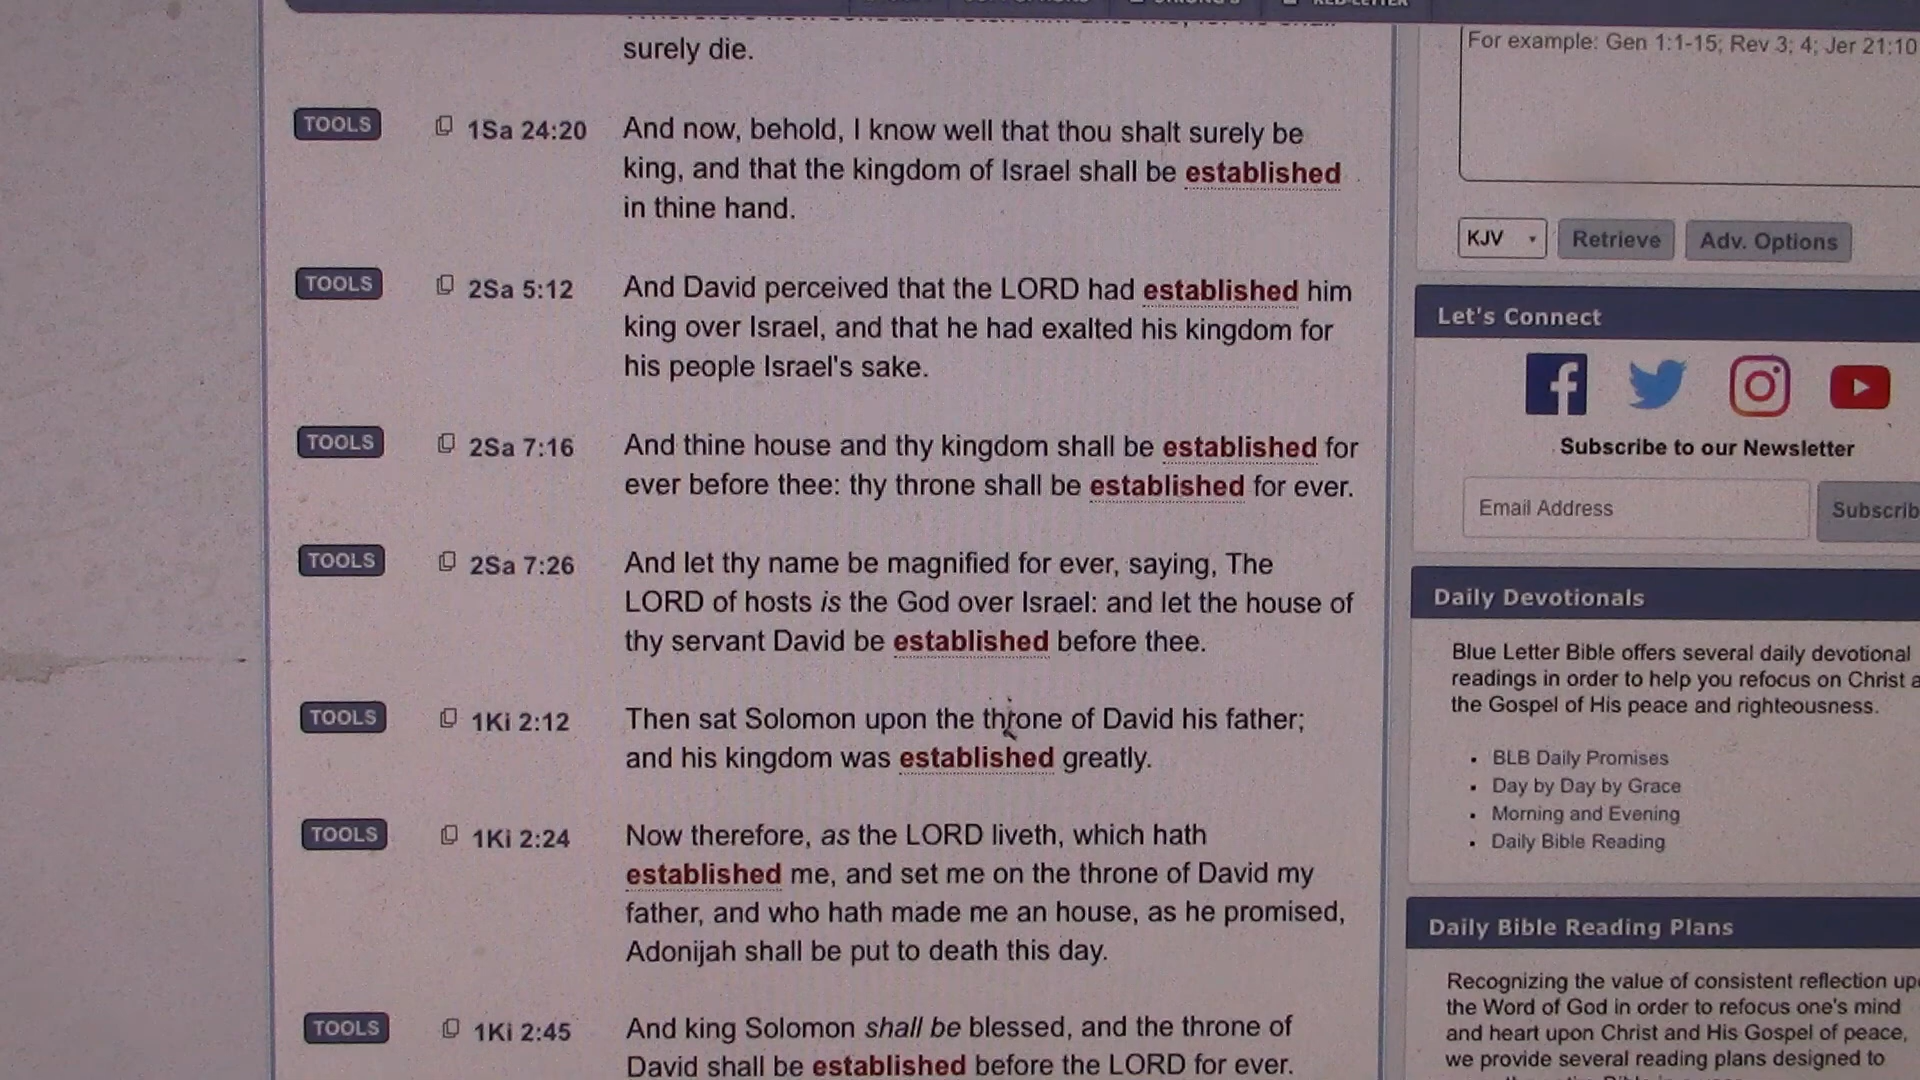 RED-LETTER
surely die.
TOOLS 1Sa 24:20 And now, behold, I know well that thou shalt surely be
king, and that the kingdom of Israel shall be established
in thine hand.
TOOLS 2Sa 5:12 And David perceived that the LORD had established him
king over Israel, and that he had exalted his kingdom for
his people Israel's sake.
TOOLS 2Sa 7:16 And thine house and thy kingdom shall be established for
ever before thee: thy throne shall be established for ever.
TOOLS 2Sa 7:26 And let thy name be magnified for ever, saying, The
LORD of hosts is the God over Israel: and let the house of
thy servant David be established before thee.
TOOLS 1Ki 2:12 Then sat Solomon upon the throne of David his father;
and his kingdom was established greatly.
TOOLS 1Ki 2:24 Now therefore, as the LORD liveth, which hath
established me, and set me on the throne of David my
father, and who hath made me an house, as he promised,
Adonijah shall be put to death this day.
TOOLS 1Ki 2:45 And king Solomon shall be blessed, and the throne of
David shall be established before the LORD for ever.
For example: Gen 1:1-15; Rev 3; 4; Jer 21:10
KJV Retrieve Adv. Options
Let's Connect
Subscribe to our Newsletter
Email Address Subscrib
Daily Devotionals
Blue Letter Bible offers several daily devotional
readings in order to help you refocus on Christ a
the Gospel of His peace and righteousness.
BLB Daily Promises
Day by Day by Grace
Morning and Evening
Daily Bible Reading
Daily Bible Reading Plans
Recognizing the value of consistent reflection up
the Word of God in order to refocus one's mind
and heart upon Christ and His Gospel of peace,
we provide several reading plans designed to